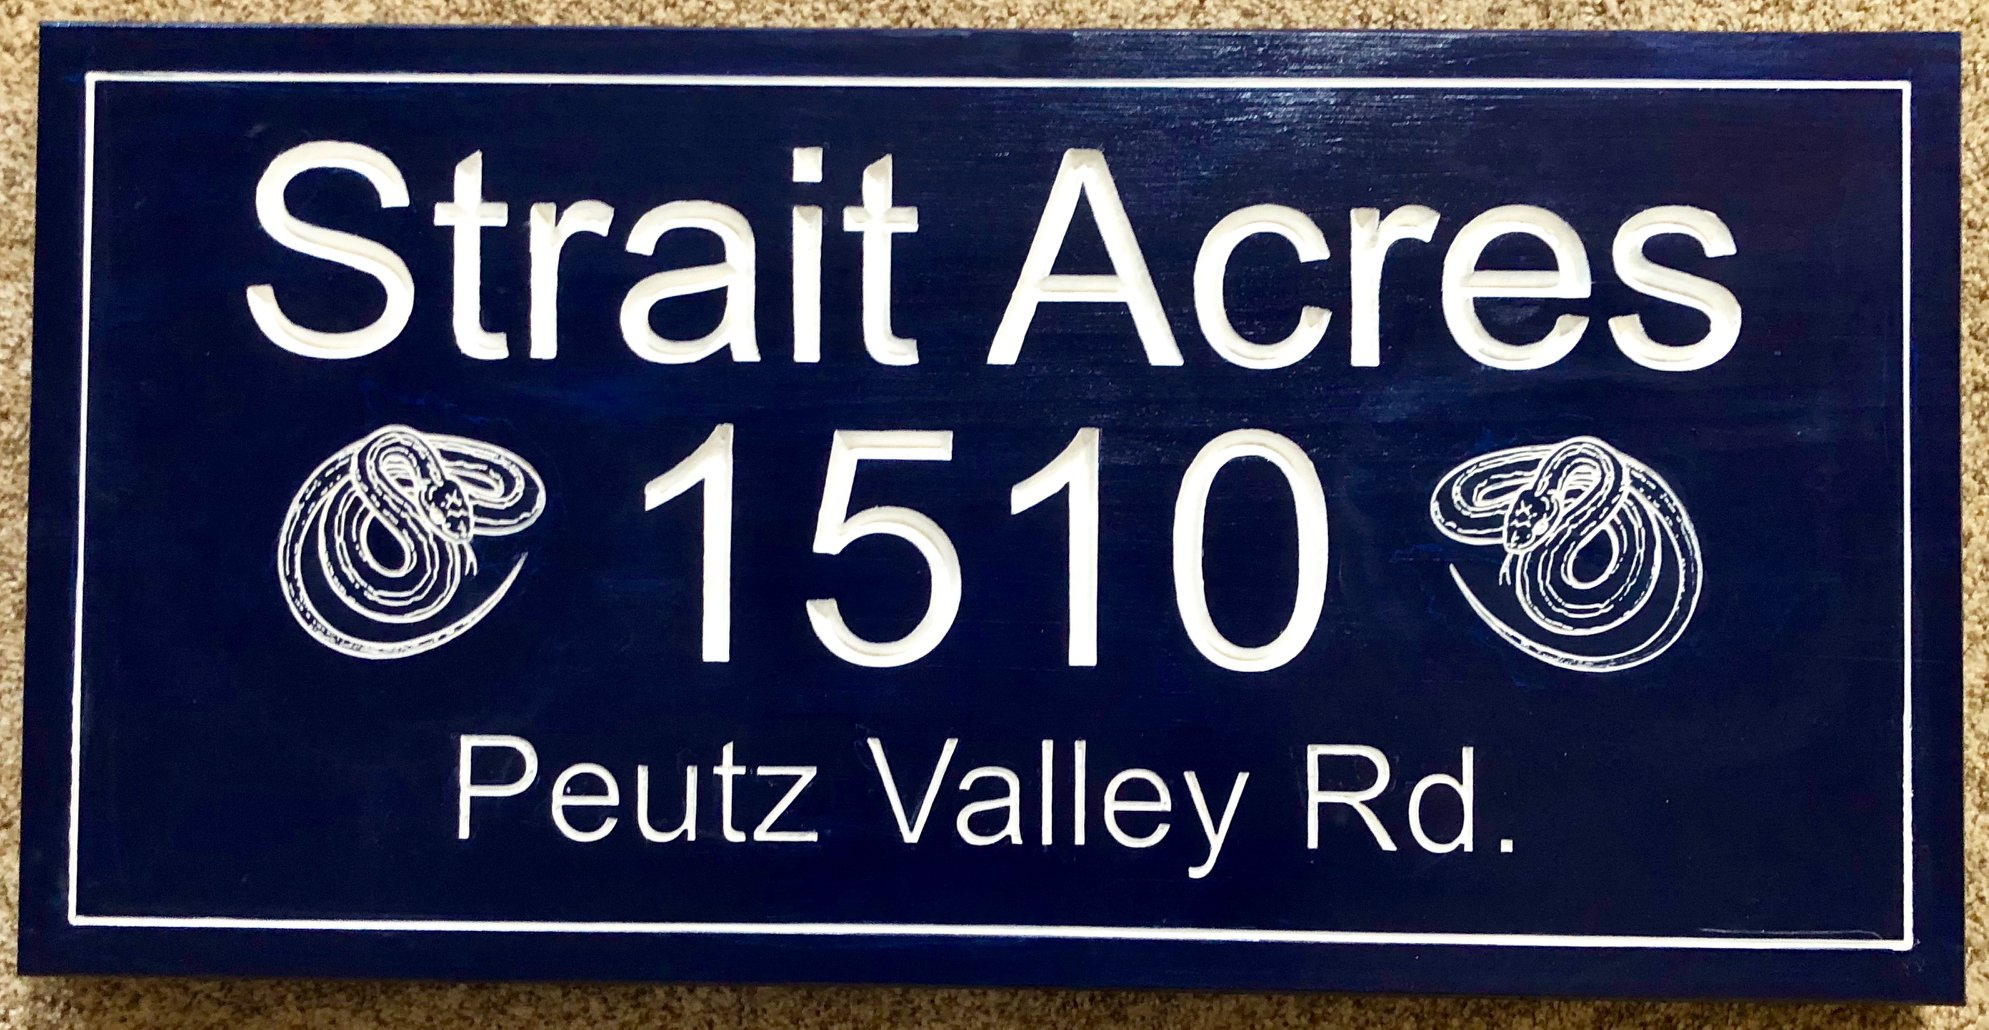 Strait Acres
1510
Peutz Valley Rd.